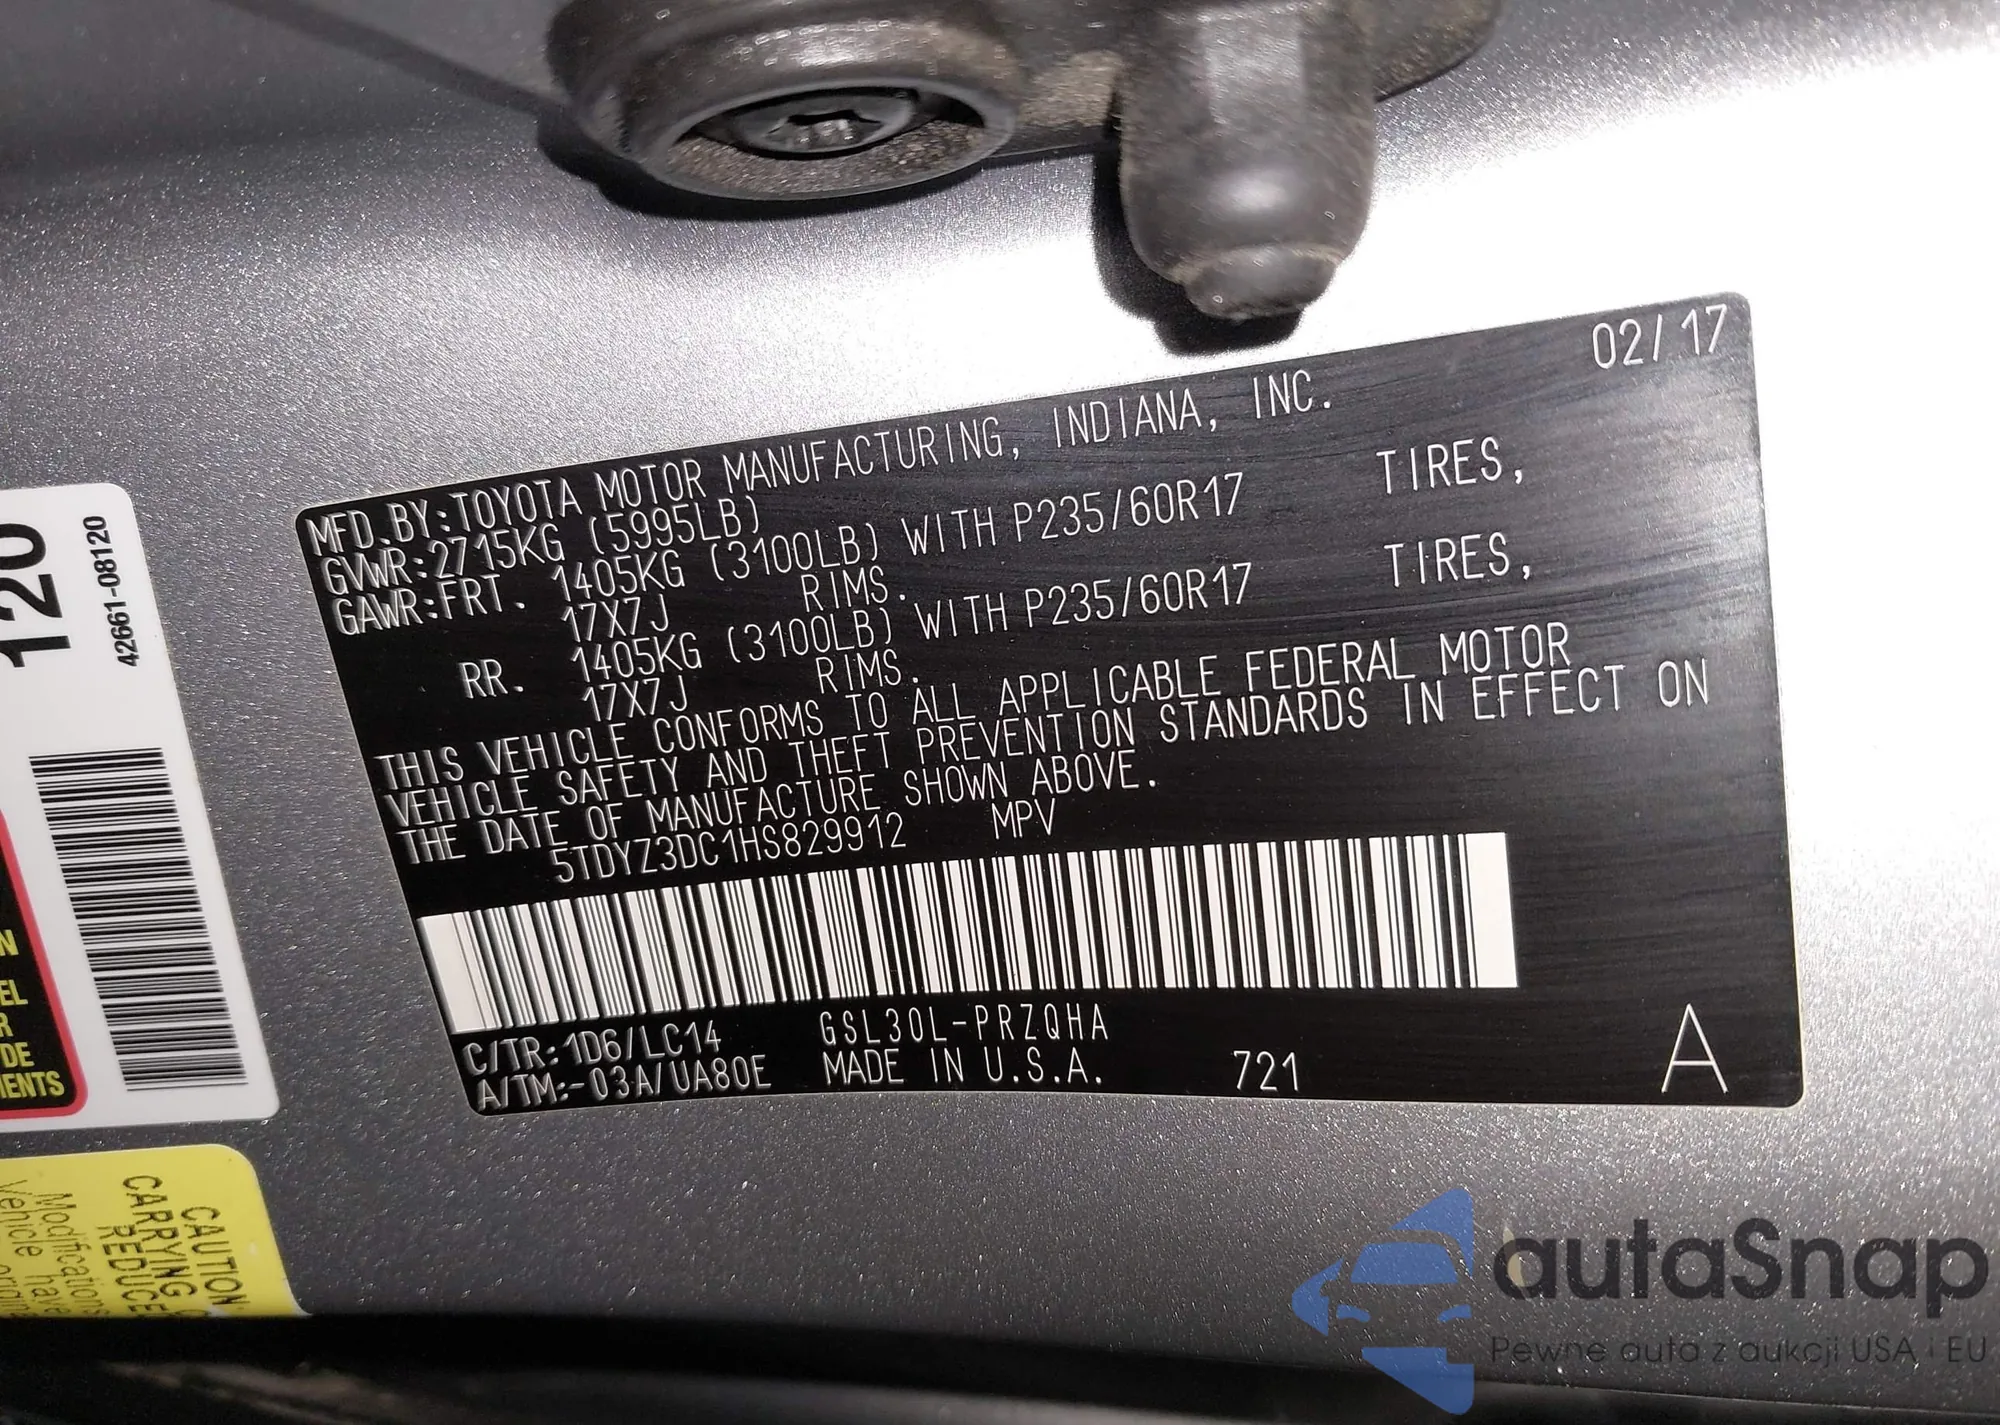 02/17
MFD.BY:TOYOTA MOTOR MANUFACTURING, INDIANA, INC.
GVWR:2715KG (5995LB)
GAWR:FRT. 1405KG (3100LB) WITH P235/60R17 TIRES,
17X7J RIMS.
RR. 1405KG (3100LB) WITH P235/60R17 TIRES,
17X7J RIMS.
THIS VEHICLE CONFORMS TO ALL APPLICABLE FEDERAL MOTOR
VEHICLE SAFETY AND THEFT PREVENTION STANDARDS IN EFFECT ON
THE DATE OF MANUFACTURE SHOWN ABOVE.
5TDYZ3DC1HS829912 MPV
C/TR:1D6/LC14 GSL30L-PRZQHA
A/TM:-03A/UA80E MADE IN U.S.A. 721 A
120
42661-08120
CAUTION:
CARRYING
REDUCE
Modifications
Vehicle
autaSnap
Pewne auta z aukcji USA i EU